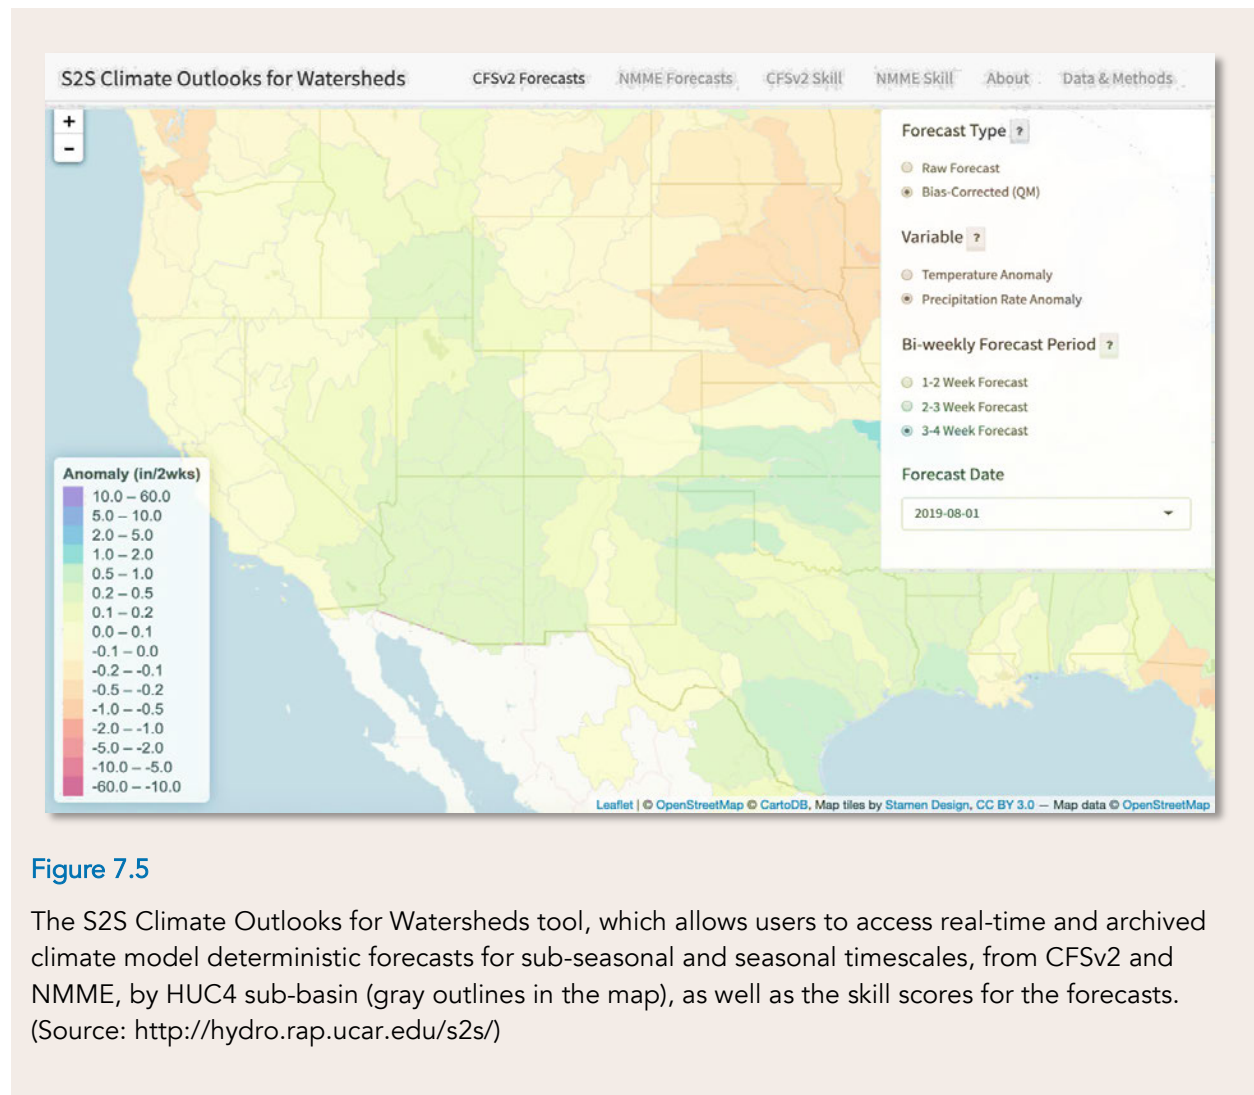 S2S Climate Outlooks for Watersheds
CFSv2 Forecasts
NMME Forecasts
CFSv2 Skill
NMME Skill
About
Data & Methods
+
-
Forecast Type ?
Raw Forecast
Bias-Corrected (QM)
Variable ?
Temperature Anomaly
Precipitation Rate Anomaly
Bi-weekly Forecast Period ?
1-2 Week Forecast
2-3 Week Forecast
3-4 Week Forecast
Forecast Date
2019-08-01
Anomaly (in/2wks)
10.0 – 60.0
5.0 – 10.0
2.0 – 5.0
1.0 – 2.0
0.5 – 1.0
0.2 – 0.5
0.1 – 0.2
0.0 – 0.1
-0.1 – 0.0
-0.2 – -0.1
-0.5 – -0.2
-1.0 – -0.5
-2.0 – -1.0
-5.0 – -2.0
-10.0 – -5.0
-60.0 – -10.0
Leaflet | © OpenStreetMap © CartoDB, Map tiles by Stamen Design, CC BY 3.0 — Map data © OpenStreetMap
Figure 7.5
The S2S Climate Outlooks for Watersheds tool, which allows users to access real-time and archived
climate model deterministic forecasts for sub-seasonal and seasonal timescales, from CFSv2 and
NMME, by HUC4 sub-basin (gray outlines in the map), as well as the skill scores for the forecasts.
(Source: http://hydro.rap.ucar.edu/s2s/)